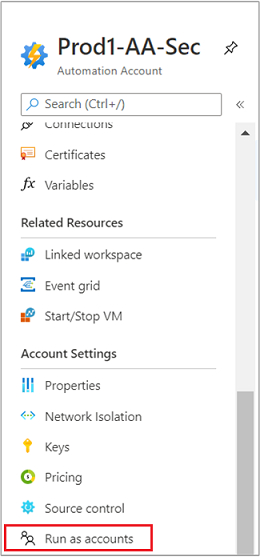 Prod1-AA-Sec
Automation Account
Search (Ctrl+/)
«
Connections
Certificates
fx Variables
Related Resources
Linked workspace
Event grid
Start/Stop VM
Account Settings
Properties
Network Isolation
Keys
Pricing
Source control
Run as accounts